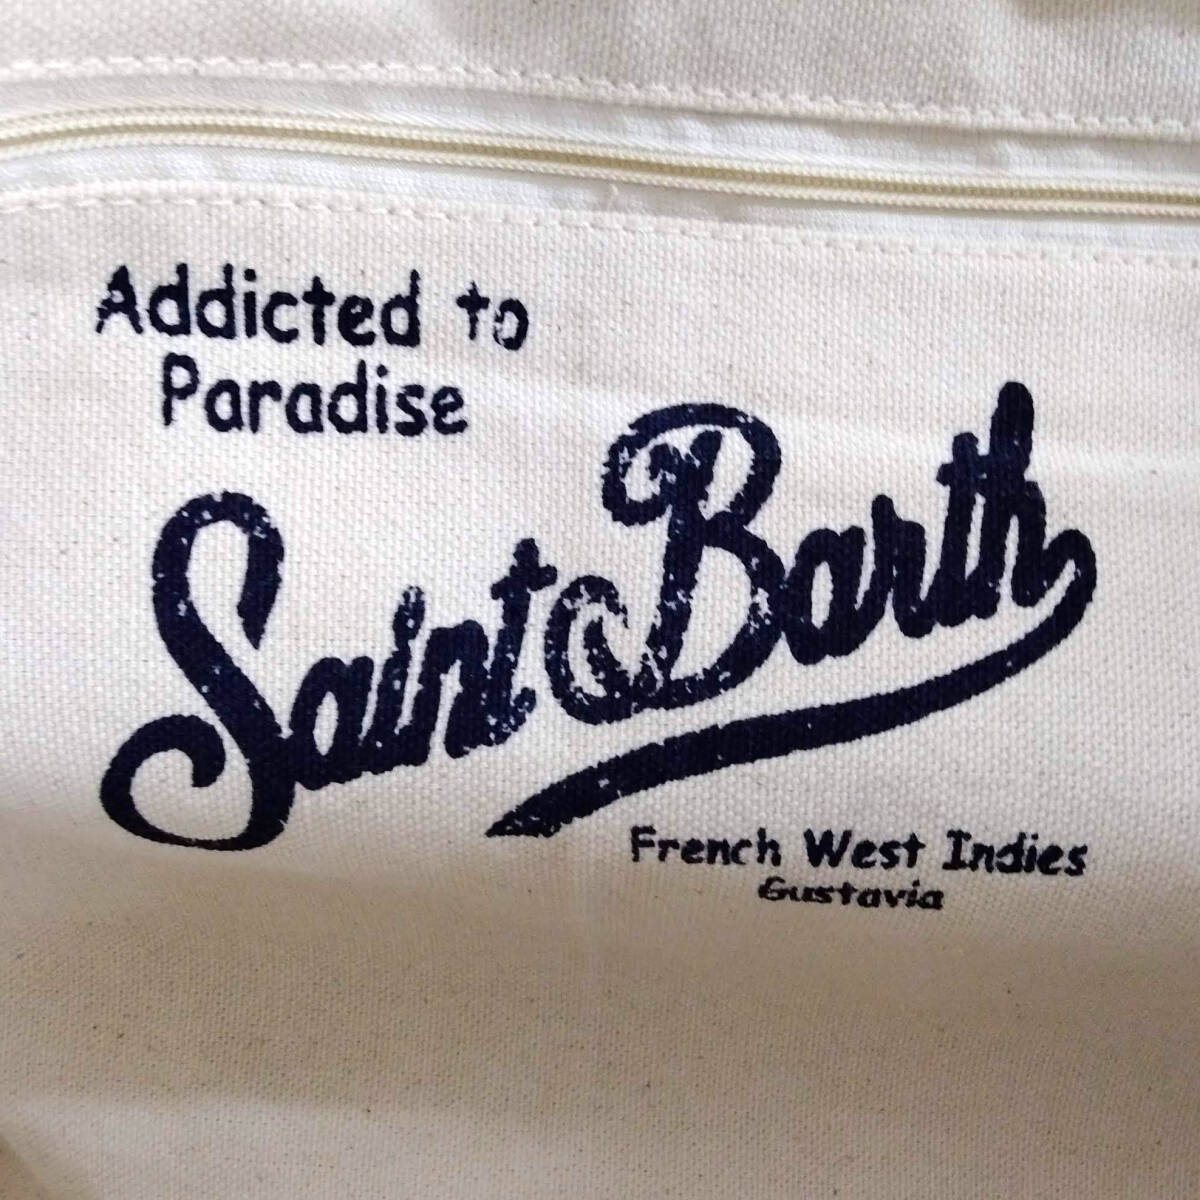 Addicted to
Paradise
Saint Barth
French West Indies
Gustavia